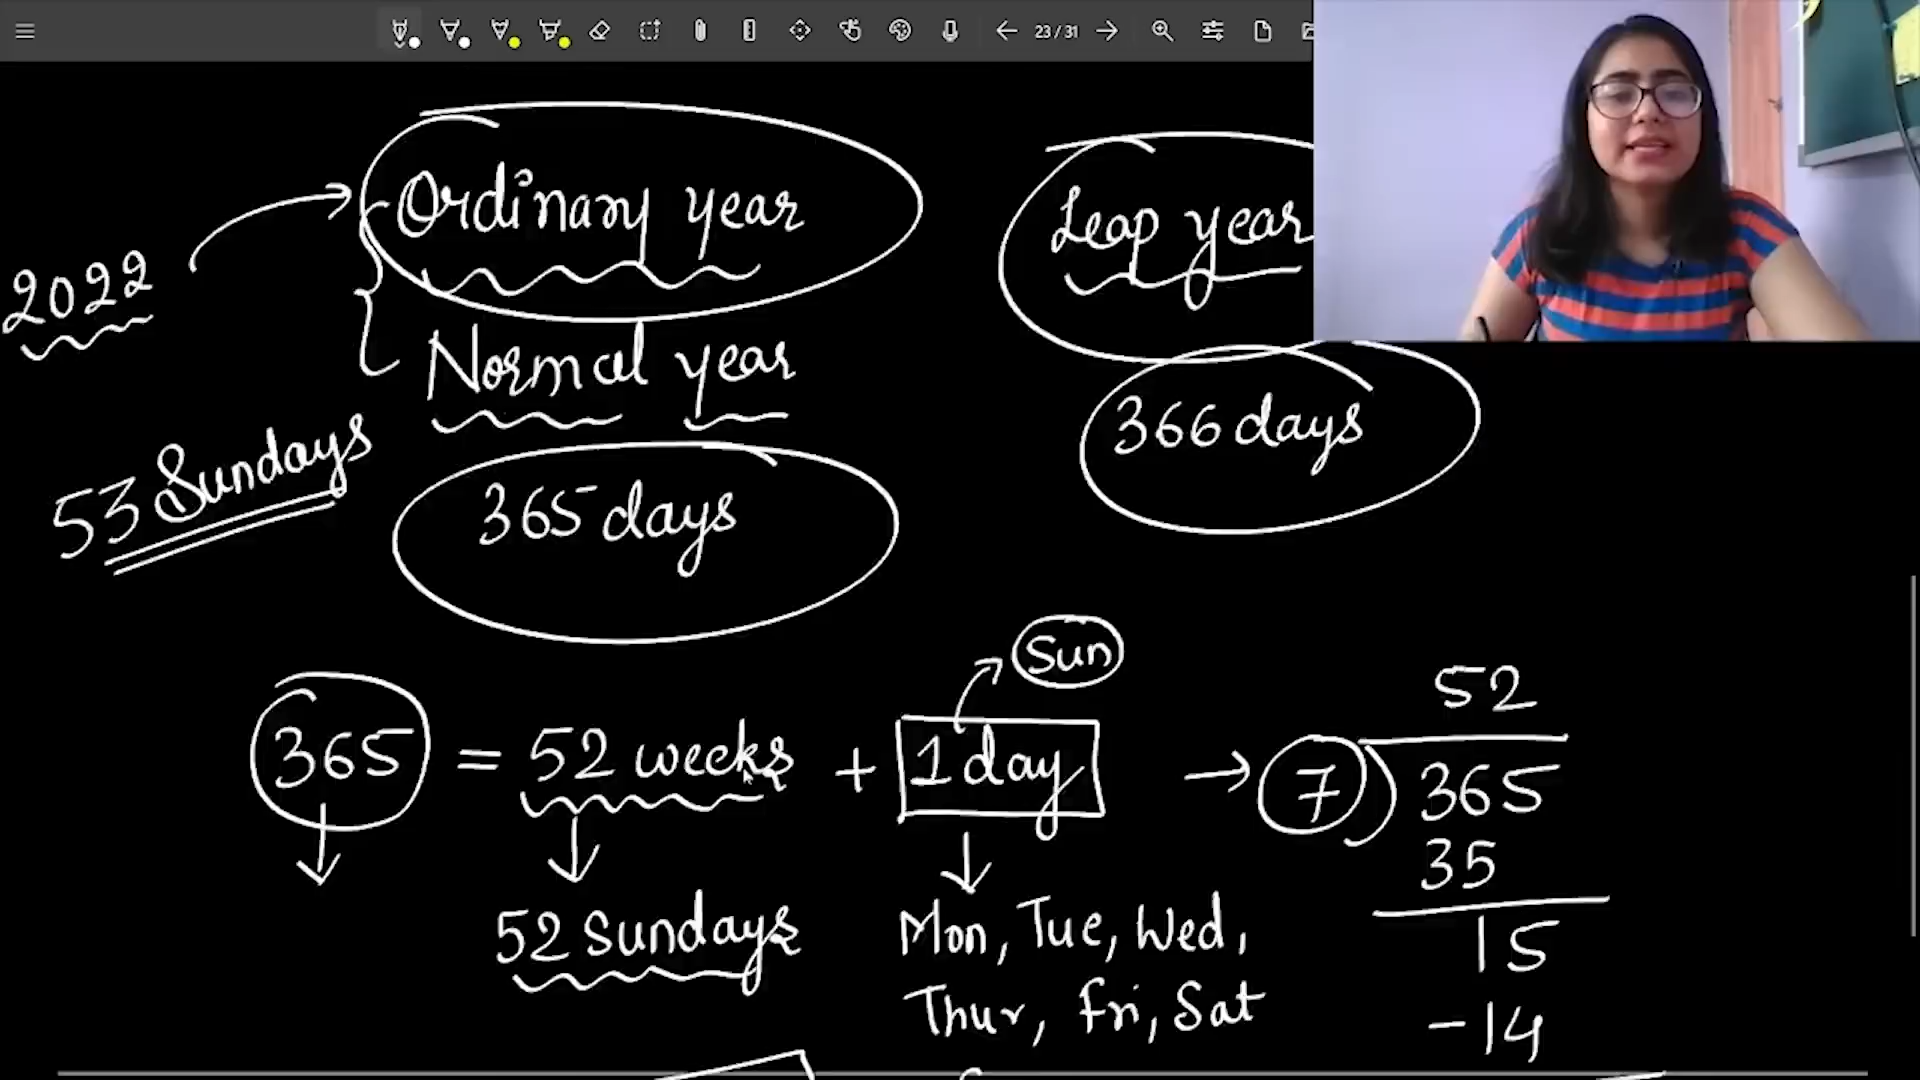 23 / 31
Ordinary year
Leap year
2022
Normal year
366 days
53 Sundays
365 days
Sun
52
365 = 52 weeks + 1 day → 7) 365
35
52 Sundays
Mon, Tue, Wed,
15
Thur, Fri, Sat
-14